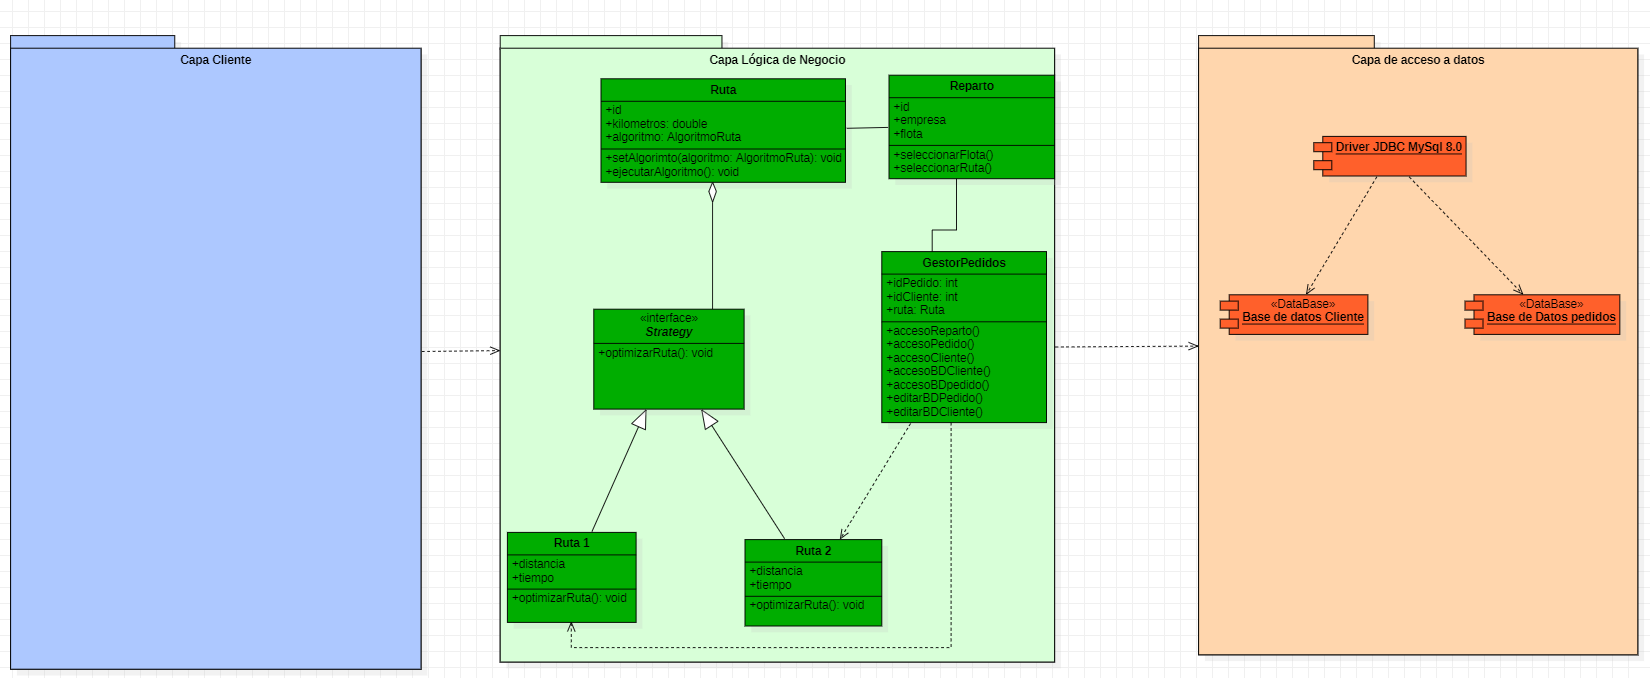 Capa Cliente
Capa Lógica de Negocio
Ruta
+id
+kilometros: double
+algoritmo: AlgoritmoRuta
+setAlgorimto(algoritmo: AlgoritmoRuta): void
+ejecutarAlgoritmo(): void
Reparto
+id
+empresa
+flota
+seleccionarFlota()
+seleccionarRuta()
«interface»
Strategy
+optimizarRuta(): void
GestorPedidos
+idPedido: int
+idCliente: int
+ruta: Ruta
+accesoReparto()
+accesoPedido()
+accesoCliente()
+accesoBDCliente()
+accesoBDpedido()
+editarBDPedido()
+editarBDCliente()
Ruta 1
+distancia
+tiempo
+optimizarRuta(): void
Ruta 2
+distancia
+tiempo
+optimizarRuta(): void
Capa de acceso a datos
Driver JDBC MySql 8.0
«DataBase»
Base de datos Cliente
«DataBase»
Base de Datos pedidos